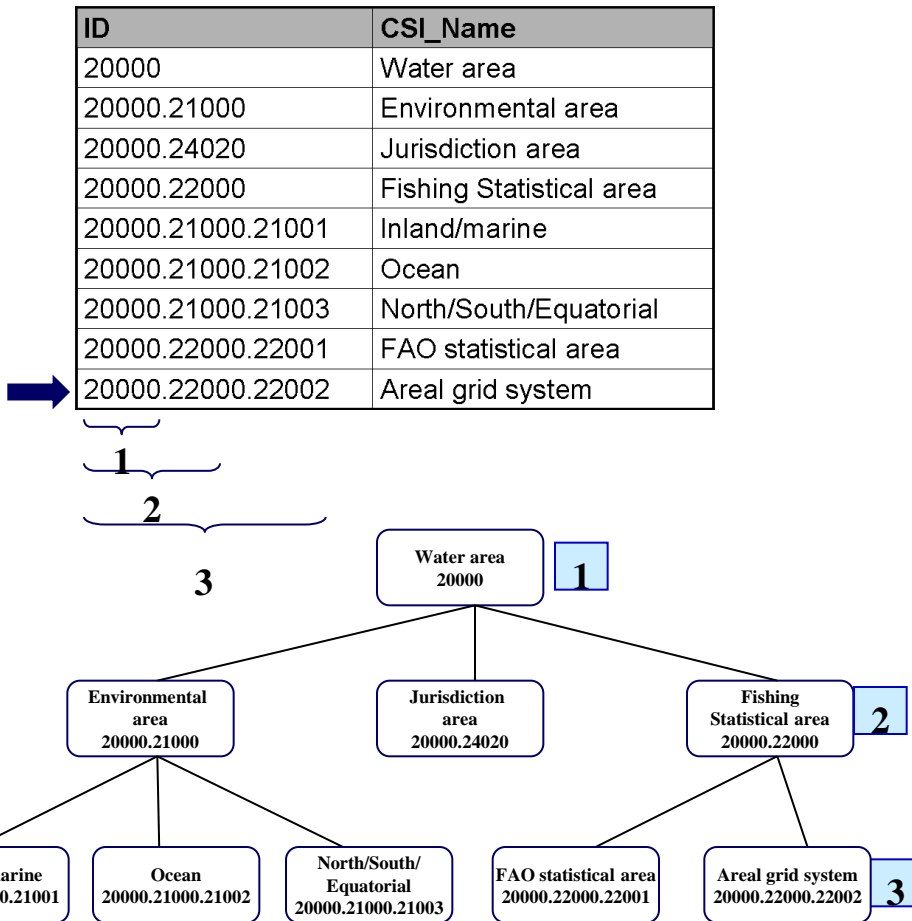 ID CSI_Name
20000 Water area
20000.21000 Environmental area
20000.24020 Jurisdiction area
20000.22000 Fishing Statistical area
20000.21000.21001 Inland/marine
20000.21000.21002 Ocean
20000.21000.21003 North/South/Equatorial
20000.22000.22001 FAO statistical area
20000.22000.22002 Areal grid system
1
2
3
Water area
20000
1
Environmental
area
20000.21000
Jurisdiction
area
20000.24020
Fishing
Statistical area
20000.22000
2
arine
0.21001
Ocean
20000.21000.21002
North/South/
Equatorial
20000.21000.21003
FAO statistical area
20000.22000.22001
Areal grid system
20000.22000.22002
3